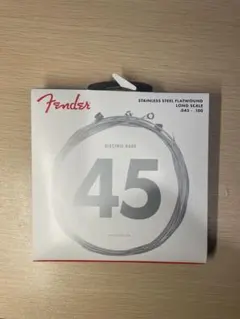 Fender
STAINLESS STEEL FLATWOUND
LONG SCALE
.045 - .100
ELECTRIC BASS
45